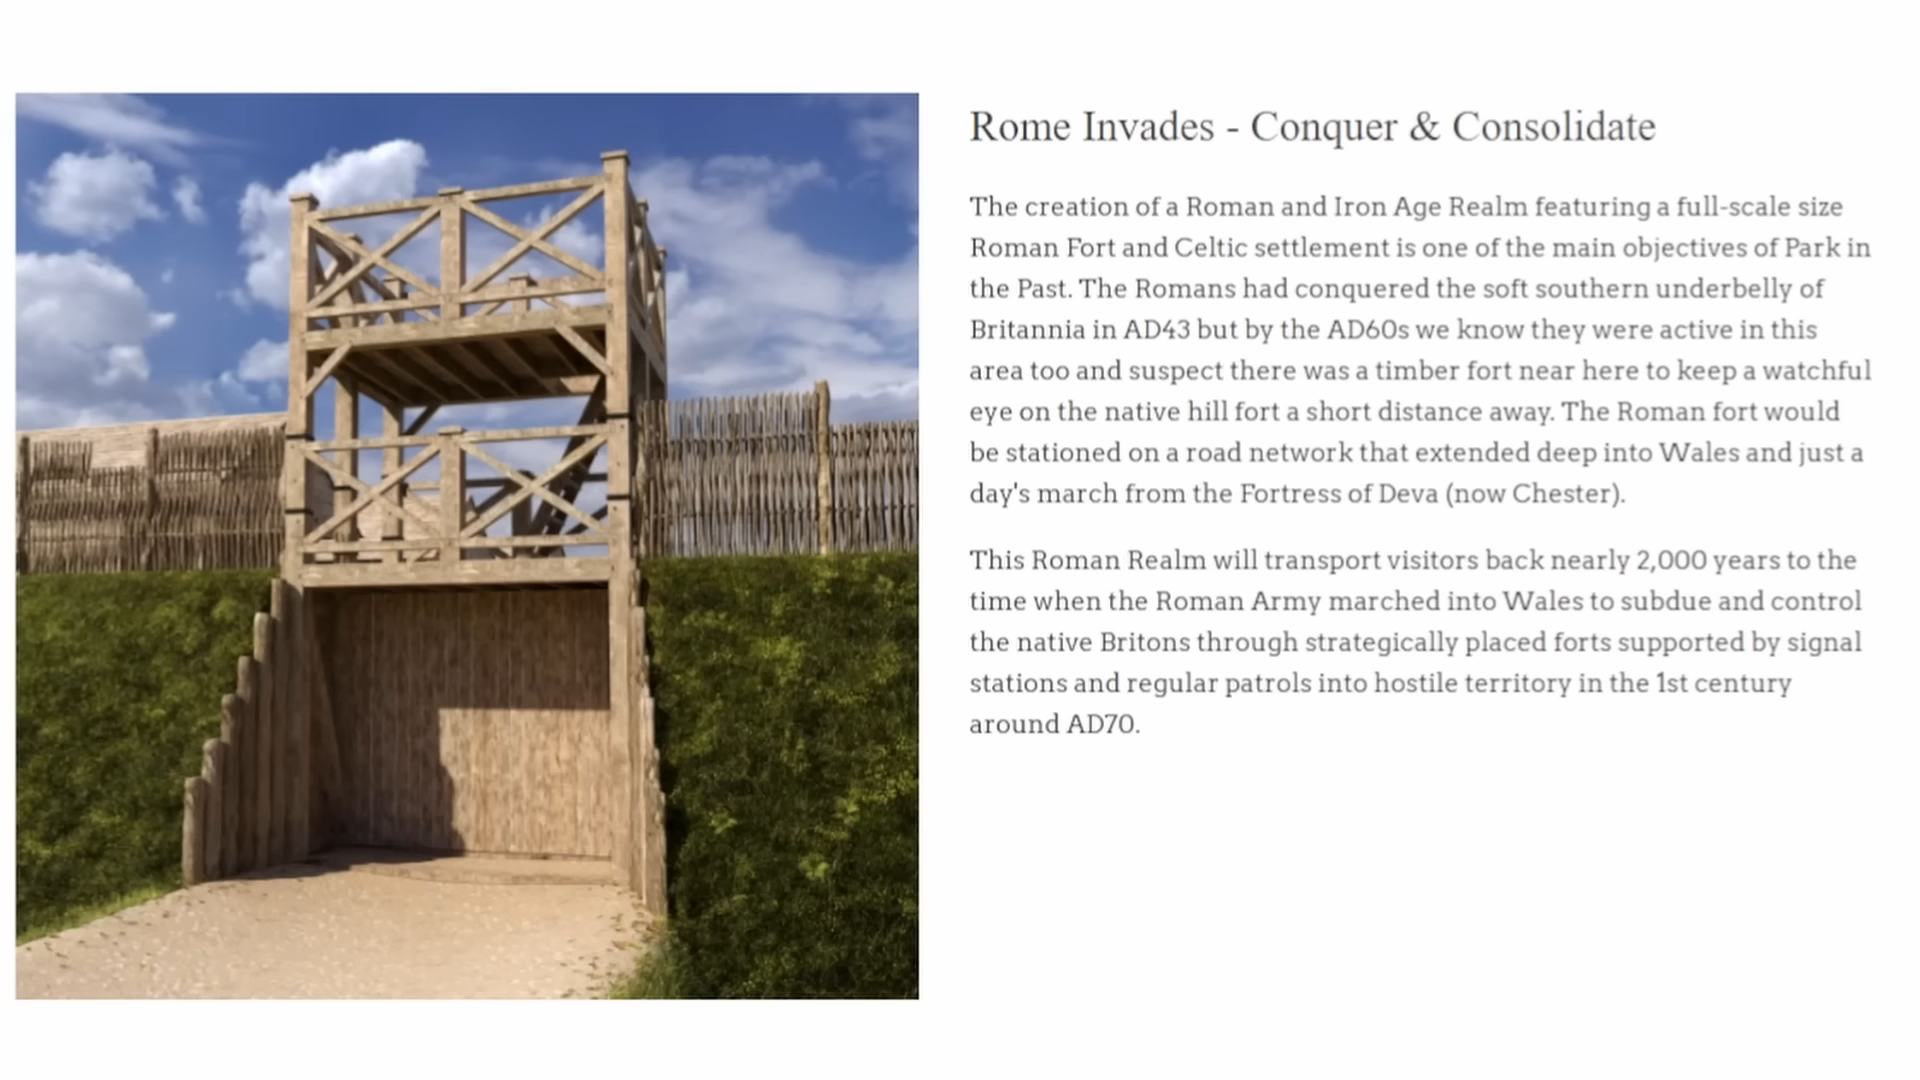 Rome Invades - Conquer & Consolidate
The creation of a Roman and Iron Age Realm featuring a full-scale size
Roman Fort and Celtic settlement is one of the main objectives of Park in
the Past. The Romans had conquered the soft southern underbelly of
Britannia in AD43 but by the AD60s we know they were active in this
area too and suspect there was a timber fort near here to keep a watchful
eye on the native hill fort a short distance away. The Roman fort would
be stationed on a road network that extended deep into Wales and just a
day's march from the Fortress of Deva (now Chester).
This Roman Realm will transport visitors back nearly 2,000 years to the
time when the Roman Army marched into Wales to subdue and control
the native Britons through strategically placed forts supported by signal
stations and regular patrols into hostile territory in the 1st century
around AD70.